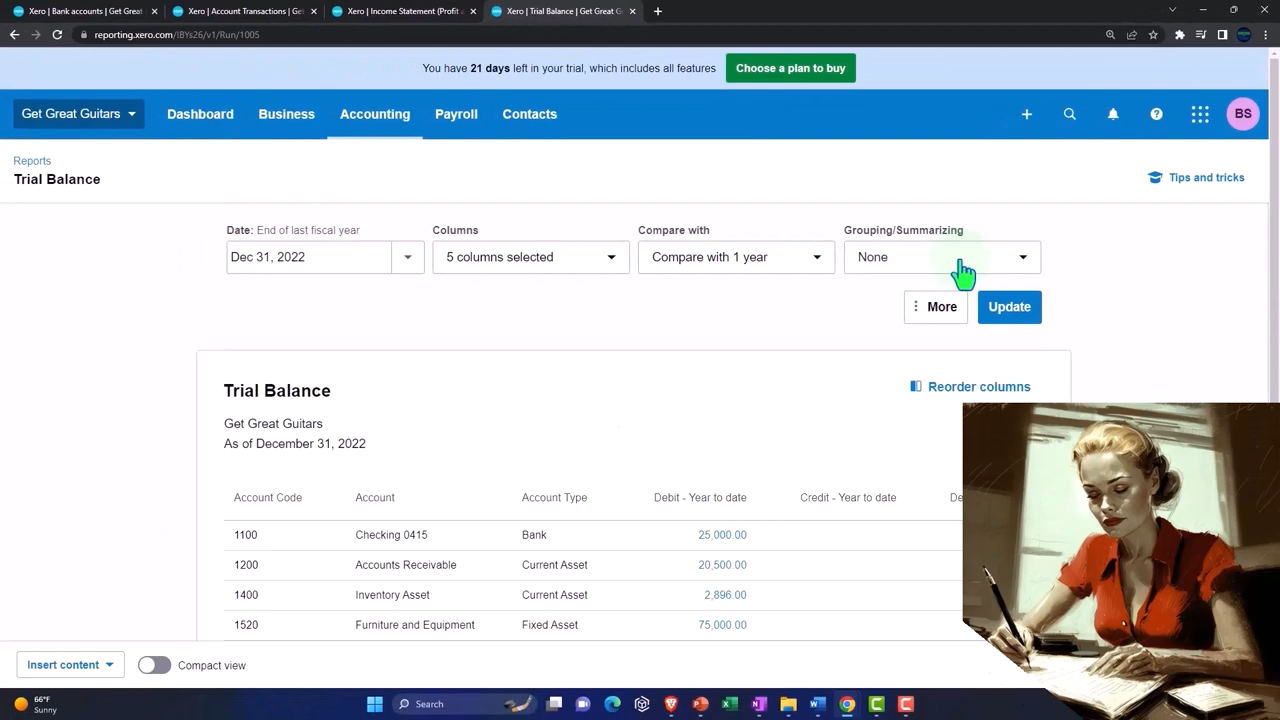 Xero | Bank accounts | Get Great
Xero | Account Transactions | Get
Xero | Income Statement (Profit a
Xero | Trial Balance | Get Great G
reporting.xero.com/!BYs26/v1/Run/1005
You have 21 days left in your trial, which includes all features
Choose a plan to buy
Get Great Guitars
Dashboard
Business
Accounting
Payroll
Contacts
BS
Reports
Trial Balance
Tips and tricks
Date: End of last fiscal year
Columns
Compare with
Grouping/Summarizing
Dec 31, 2022
5 columns selected
Compare with 1 year
None
More
Update
Trial Balance
Reorder columns
Get Great Guitars
As of December 31, 2022
Account Code
Account
Account Type
Debit - Year to date
Credit - Year to date
De
1100 Checking 0415 Bank 25,000.00
1200 Accounts Receivable Current Asset 20,500.00
1400 Inventory Asset Current Asset 2,896.00
1520 Furniture and Equipment Fixed Asset 75,000.00
Insert content
Compact view
66°F
Sunny
Search